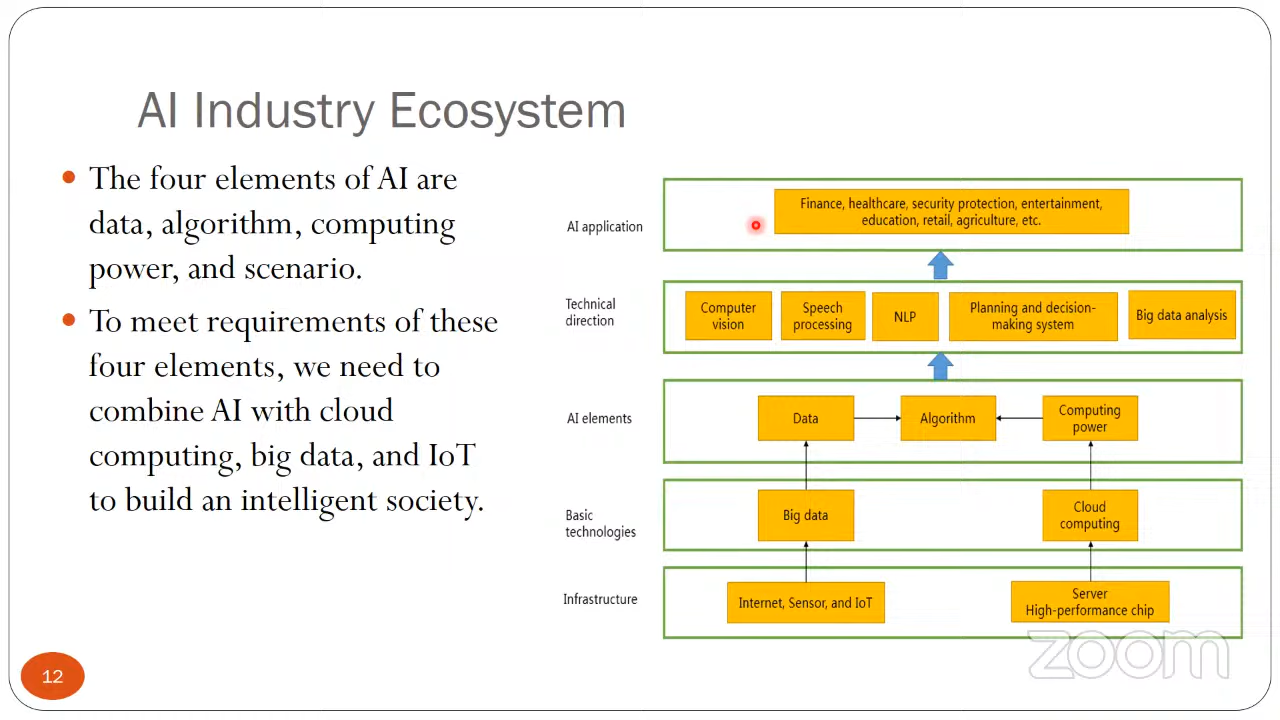 AI Industry Ecosystem
• The four elements of AI are
data, algorithm, computing
power, and scenario.
• To meet requirements of these
four elements, we need to
combine AI with cloud
computing, big data, and IoT
to build an intelligent society.
AI application
Finance, healthcare, security protection, entertainment,
education, retail, agriculture, etc.
Technical
direction
Computer
vision
Speech
processing
NLP
Planning and decision-
making system
Big data analysis
AI elements
Data
Algorithm
Computing
power
Basic
technologies
Big data
Cloud
computing
Infrastructure
Internet, Sensor, and IoT
Server
High-performance chip
zoom
12